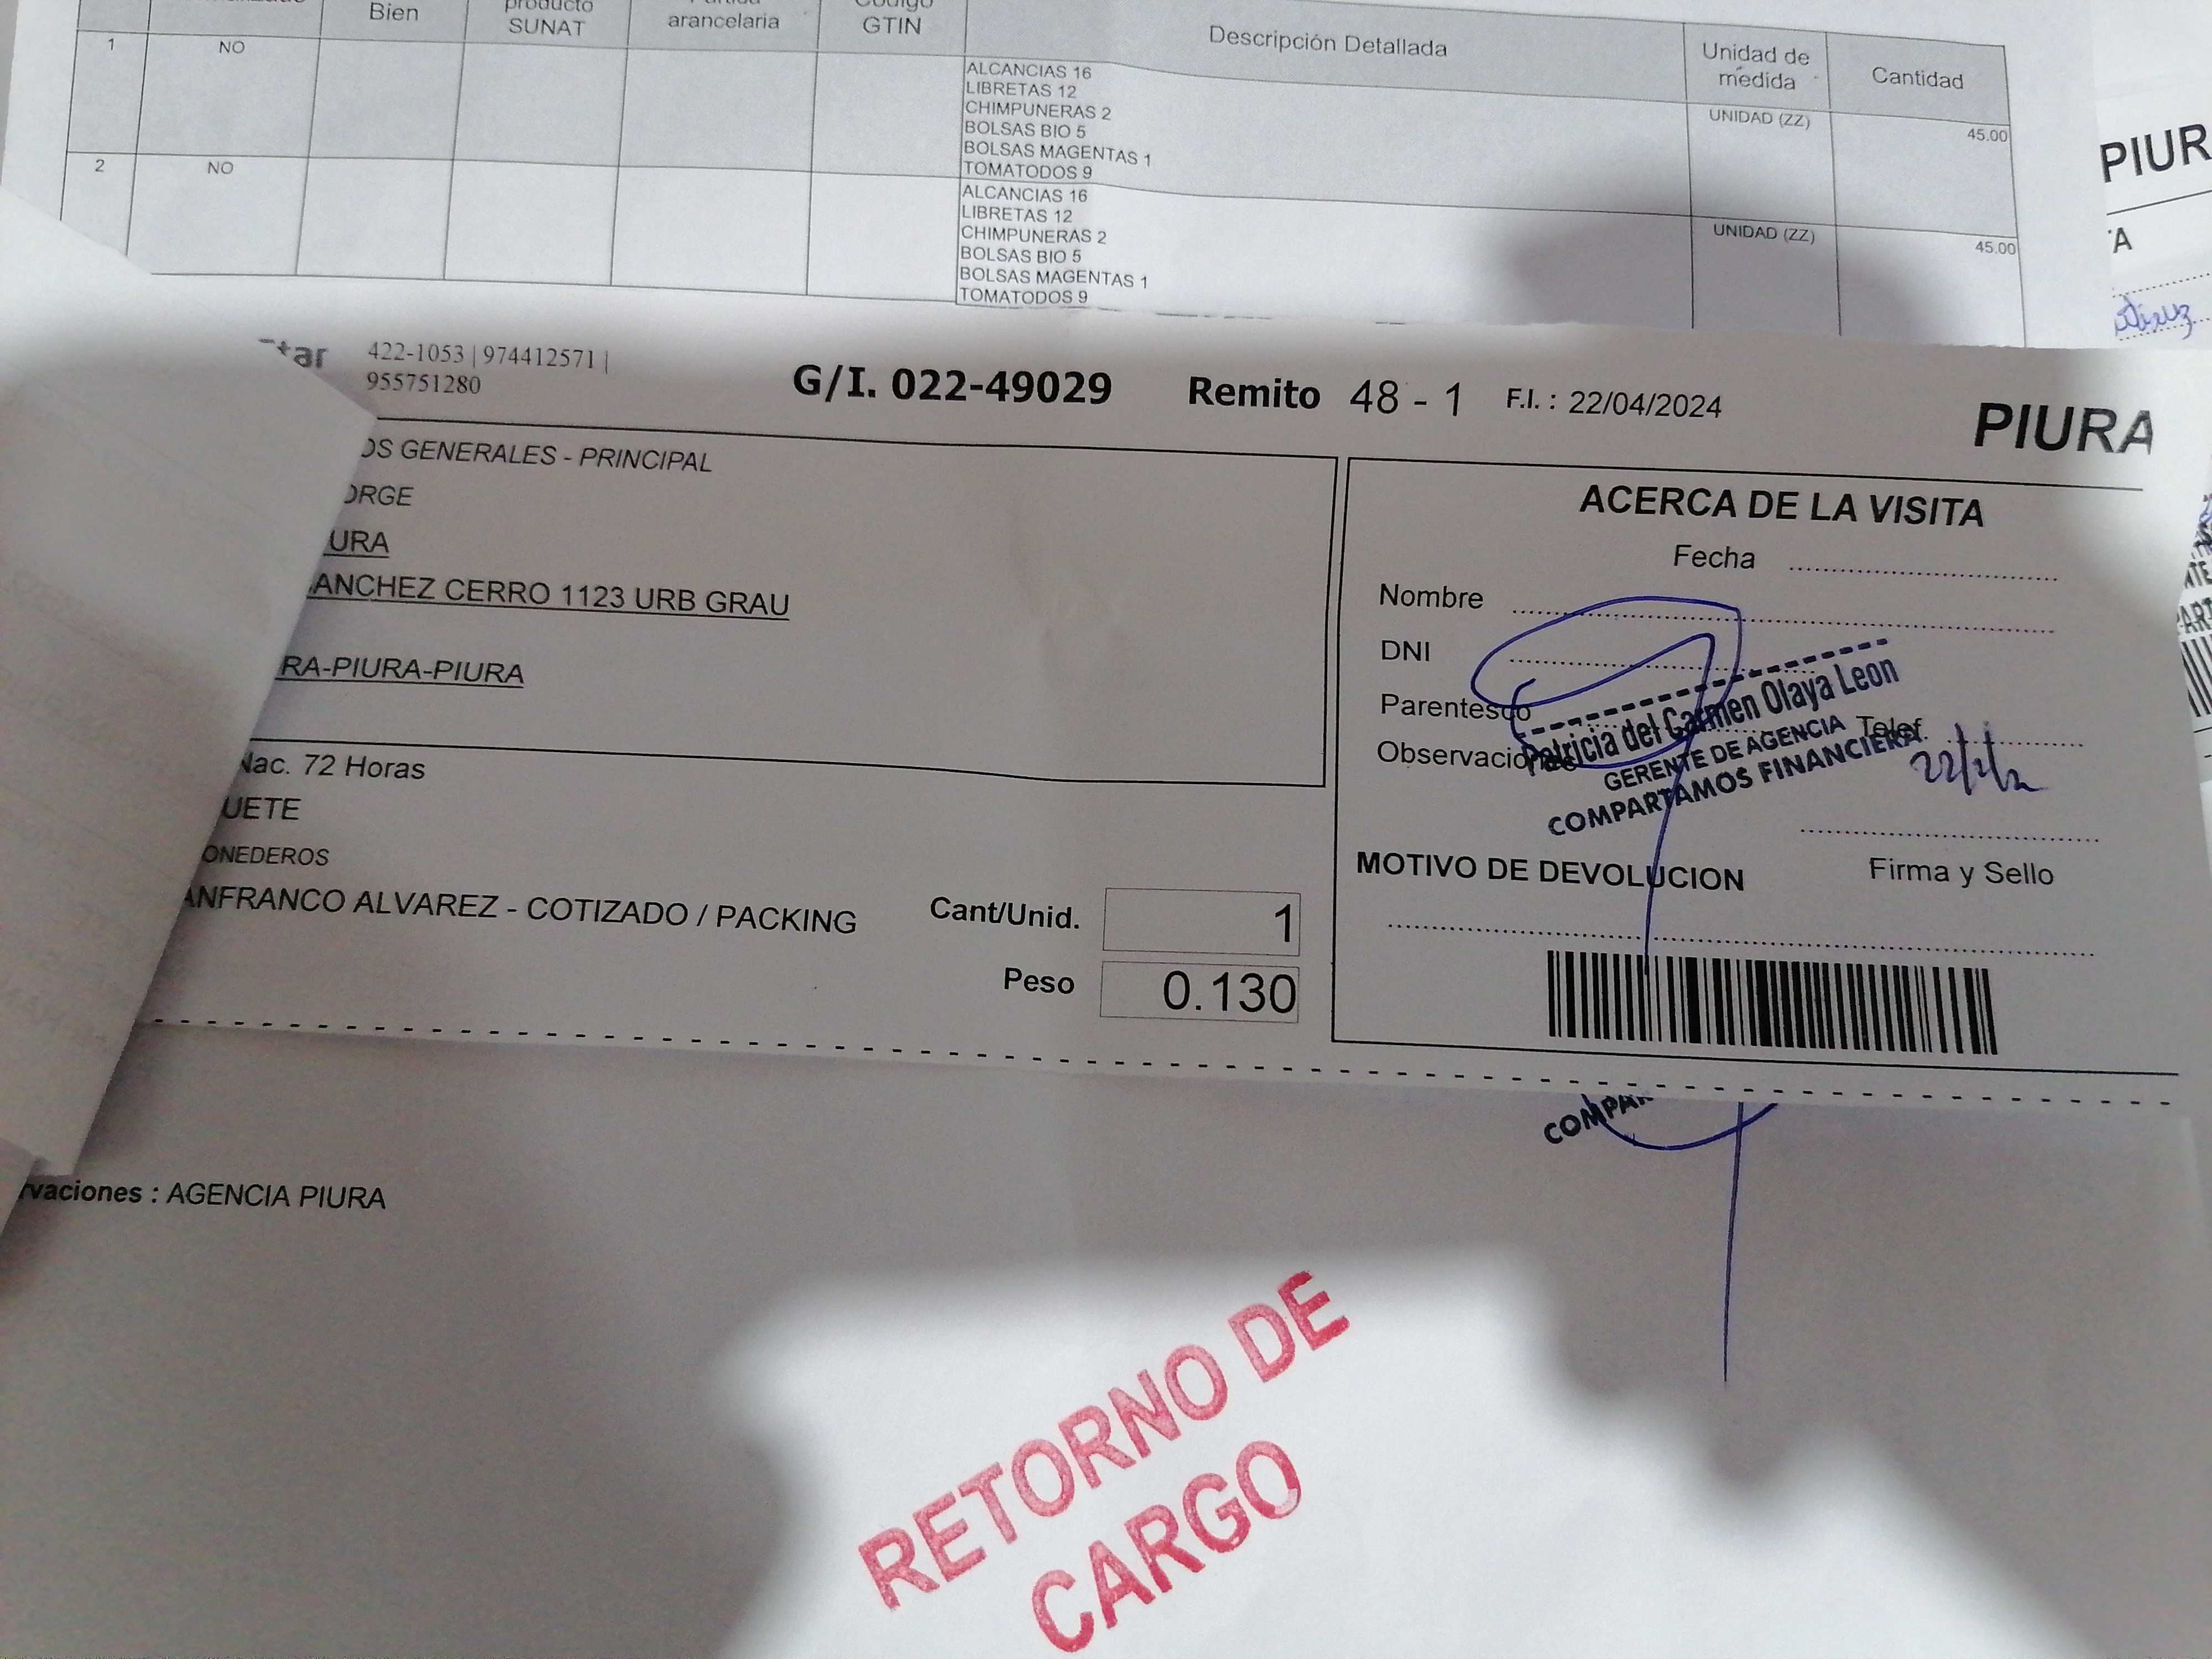 Bien
producto
SUNAT
arancelaria
Código
GTIN
Descripción Detallada
Unidad de
medida
Cantidad
1
NO
ALCANCIAS 16
LIBRETAS 12
CHIMPUNERAS 2
BOLSAS BIO 5
BOLSAS MAGENTAS 1
TOMATODOS 9
UNIDAD (ZZ)
45.00
2
NO
ALCANCIAS 16
LIBRETAS 12
CHIMPUNERAS 2
BOLSAS BIO 5
BOLSAS MAGENTAS 1
TOMATODOS 9
UNIDAD (ZZ)
45.00
PIUR
tar
422-1053 | 974412571 |
955751280
G/I. 022-49029
Remito 48 - 1
F.I. : 22/04/2024
PIURA
OS GENERALES - PRINCIPAL
ORGE
URA
ANCHEZ CERRO 1123 URB GRAU
RA-PIURA-PIURA
Nac. 72 Horas
UETE
ONEDEROS
ANFRANCO ALVAREZ - COTIZADO / PACKING
Cant/Unid.
1
Peso
0.130
ACERCA DE LA VISITA
Fecha
Nombre
DNI
Parentesco
Telef.
Observaciones
Patricia del Carmen Olaya Leon
GERENTE DE AGENCIA
COMPARTAMOS FINANCIERA
Firma y Sello
MOTIVO DE DEVOLUCION
COMPAR
rvaciones : AGENCIA PIURA
RETORNO DE
CARGO